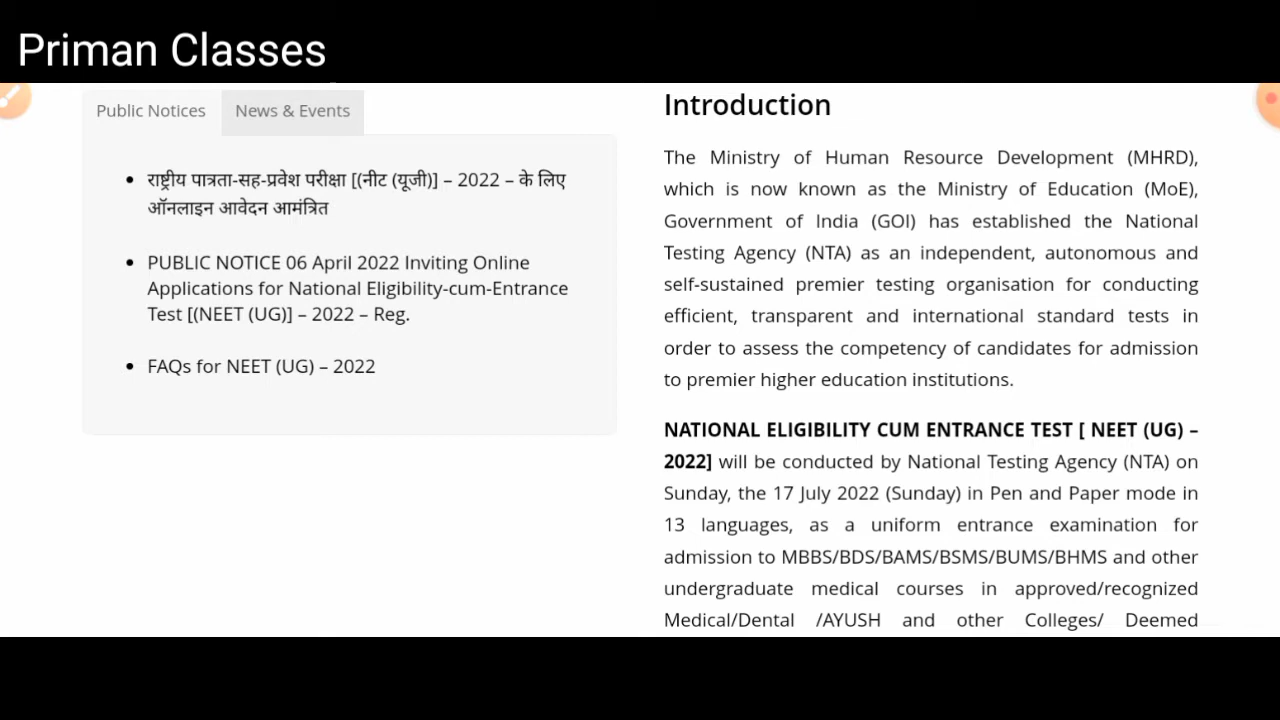 Priman Classes
Public Notices
News & Events
राष्ट्रीय पात्रता-सह-प्रवेश परीक्षा [(नीट (यूजी)] – 2022 – के लिए
ऑनलाइन आवेदन आमंत्रित
PUBLIC NOTICE 06 April 2022 Inviting Online
Applications for National Eligibility-cum-Entrance
Test [(NEET (UG)] – 2022 – Reg.
FAQs for NEET (UG) – 2022
Introduction
The Ministry of Human Resource Development (MHRD),
which is now known as the Ministry of Education (MoE),
Government of India (GOI) has established the National
Testing Agency (NTA) as an independent, autonomous and
self-sustained premier testing organisation for conducting
efficient, transparent and international standard tests in
order to assess the competency of candidates for admission
to premier higher education institutions.
NATIONAL ELIGIBILITY CUM ENTRANCE TEST [ NEET (UG) –
2022] will be conducted by National Testing Agency (NTA) on
Sunday, the 17 July 2022 (Sunday) in Pen and Paper mode in
13 languages, as a uniform entrance examination for
admission to MBBS/BDS/BAMS/BSMS/BUMS/BHMS and other
undergraduate medical courses in approved/recognized
Medical/Dental /AYUSH and other Colleges/ Deemed